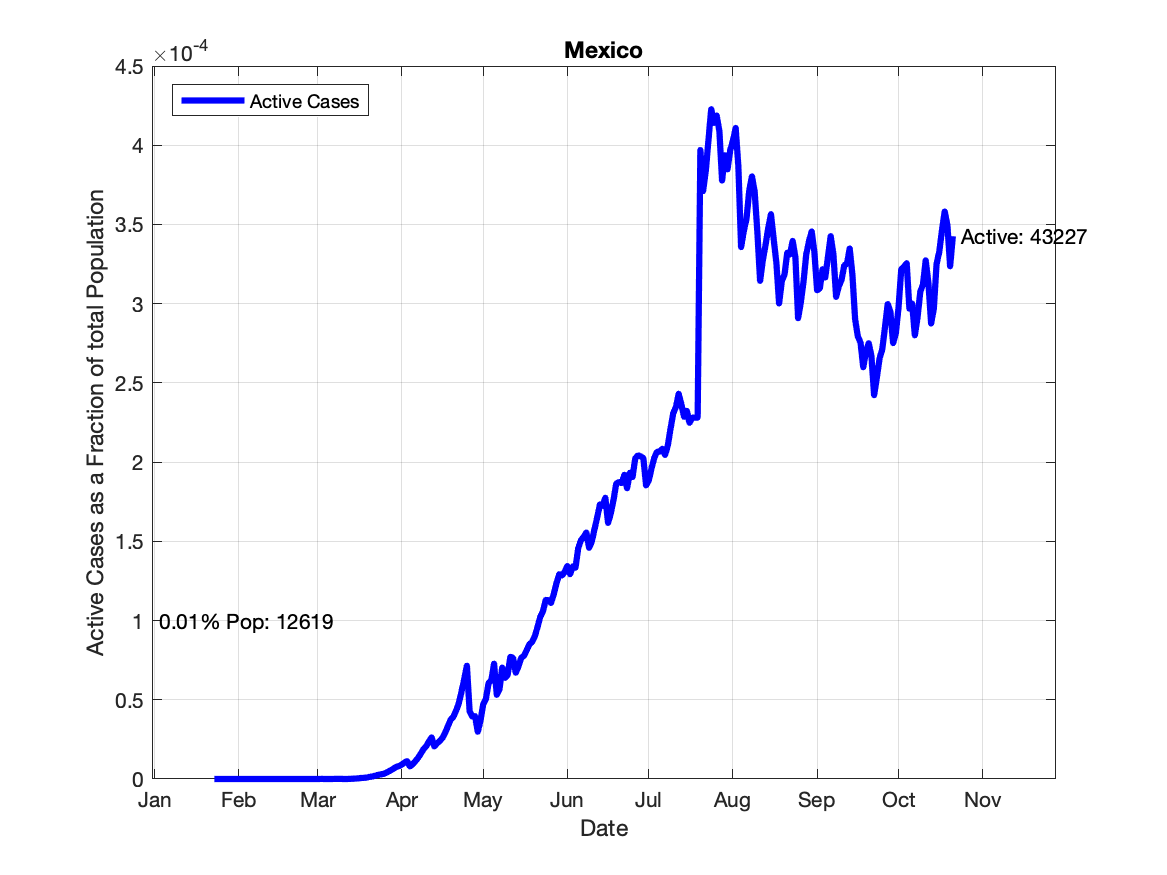 Mexico
×10-4
4.5
4
3.5
3
2.5
2
1.5
1
0.5
0
Active Cases as a Fraction of total Population
Active Cases
Active: 43227
0.01% Pop: 12619
Jan Feb Mar Apr May Jun Jul Aug Sep Oct Nov
Date